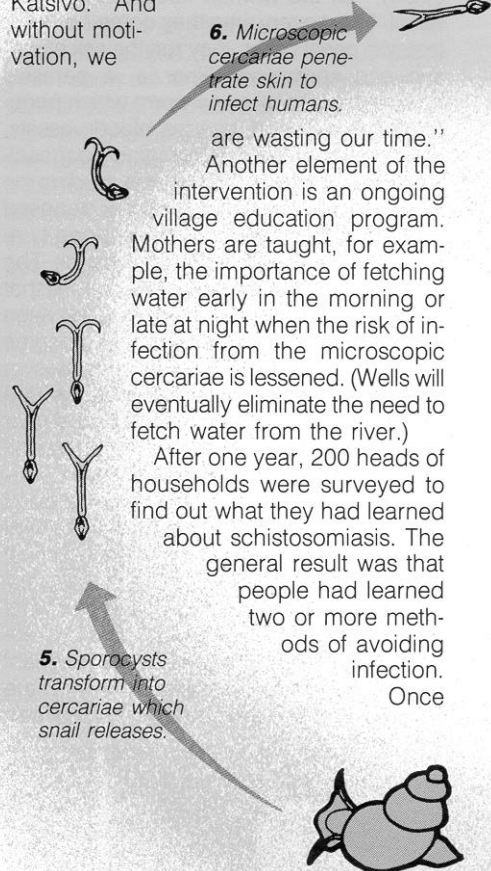 Katsivo. "And
without moti-
vation, we
6. Microscopic
cercariae pene-
trate skin to
infect humans.
are wasting our time."
Another element of the
intervention is an ongoing
village education program.
Mothers are taught, for exam-
ple, the importance of fetching
water early in the morning or
late at night when the risk of in-
fection from the microscopic
cercariae is lessened. (Wells will
eventually eliminate the need to
fetch water from the river.)
After one year, 200 heads of
households were surveyed to
find out what they had learned
about schistosomiasis. The
general result was that
people had learned
two or more meth-
ods of avoiding
infection.
Once
5. Sporocysts
transform into
cercariae which
snail releases.